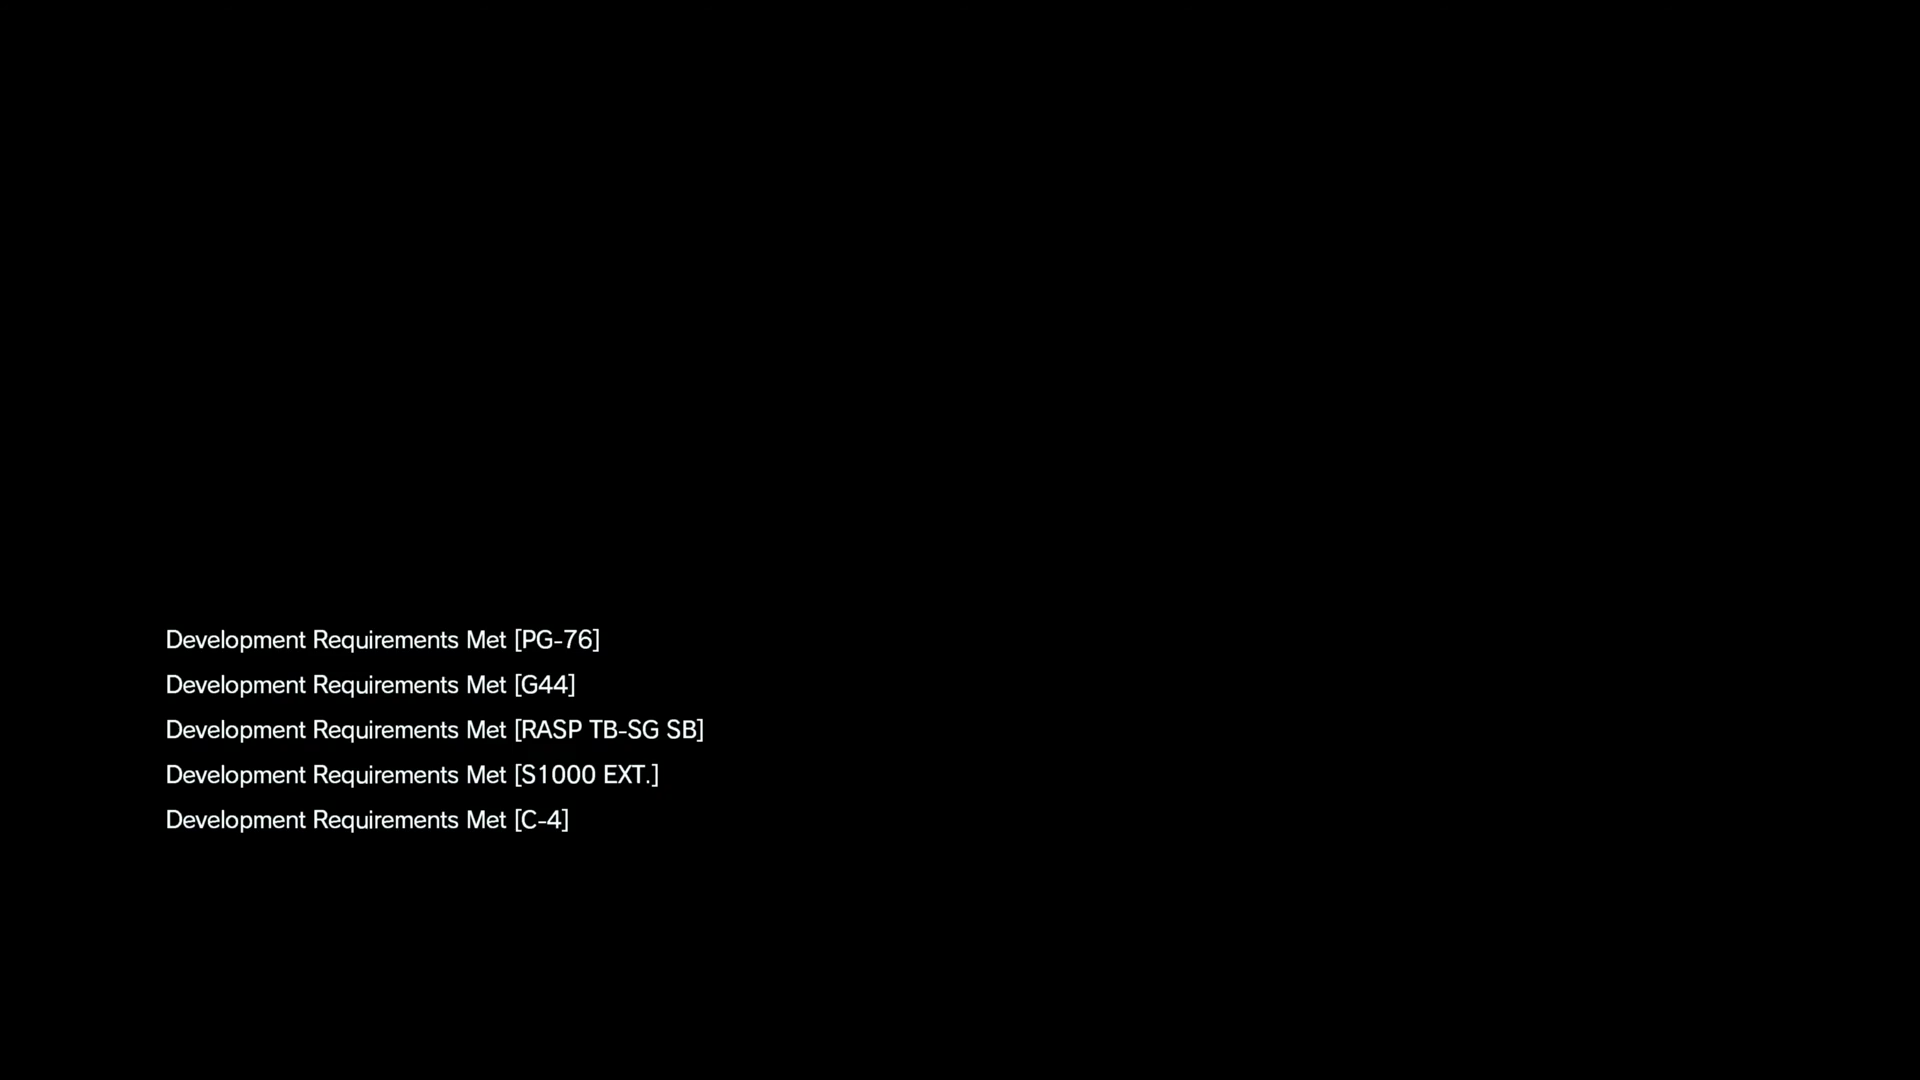 Development Requirements Met [PG-76]
Development Requirements Met [G44]
Development Requirements Met [RASP TB-SG SB]
Development Requirements Met [S1000 EXT.]
Development Requirements Met [C-4]